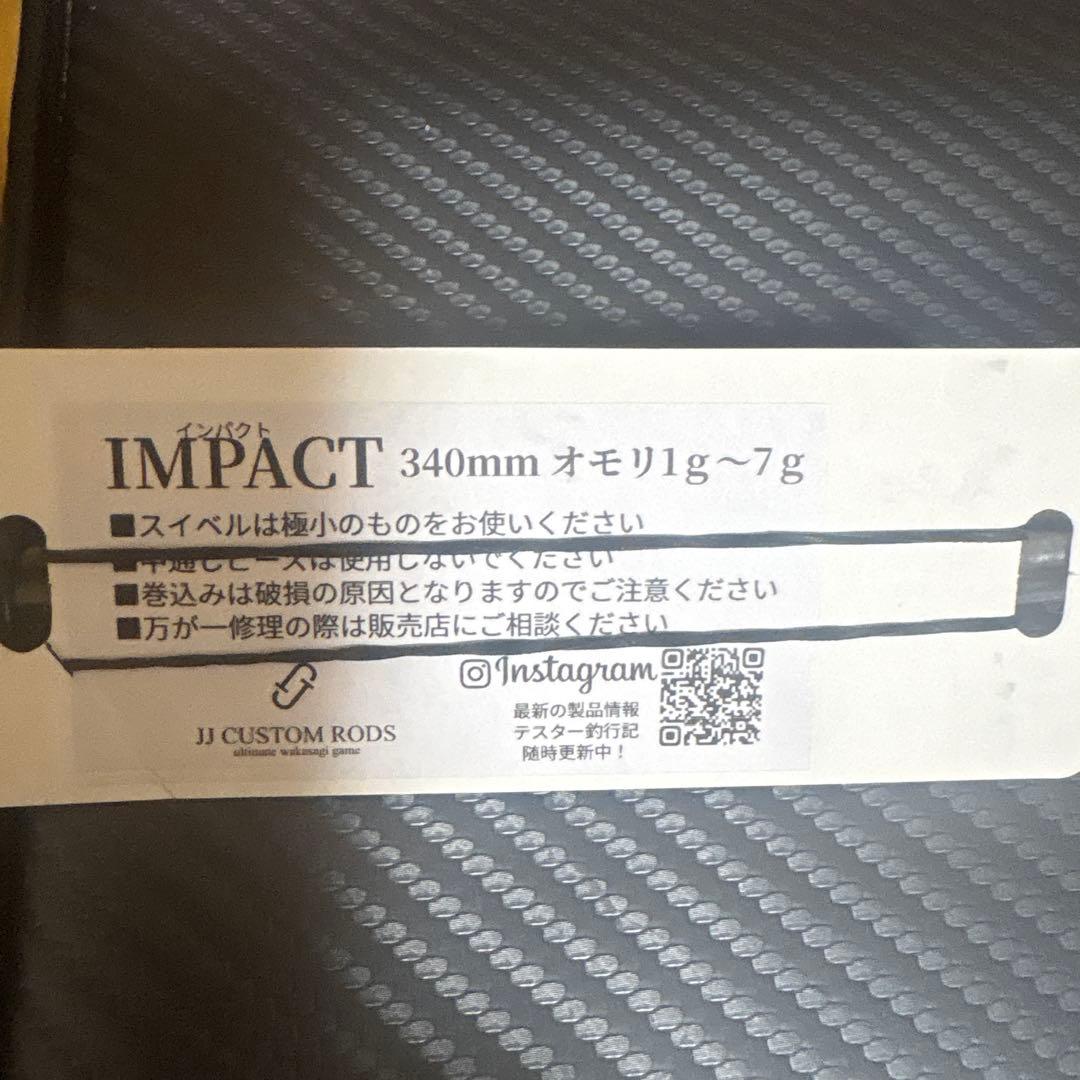 インパクト
IMPACT 340mm オモリ1g〜7g
■スイベルは極小のものをお使いください
■中通しビーズは使用しないでください
■巻込みは破損の原因となりますのでご注意ください
■万が一修理の際は販売店にご相談ください
Instagram
最新の製品情報
テスター釣行記
随時更新中!
JJ CUSTOM RODS
ultimate wakasagi game